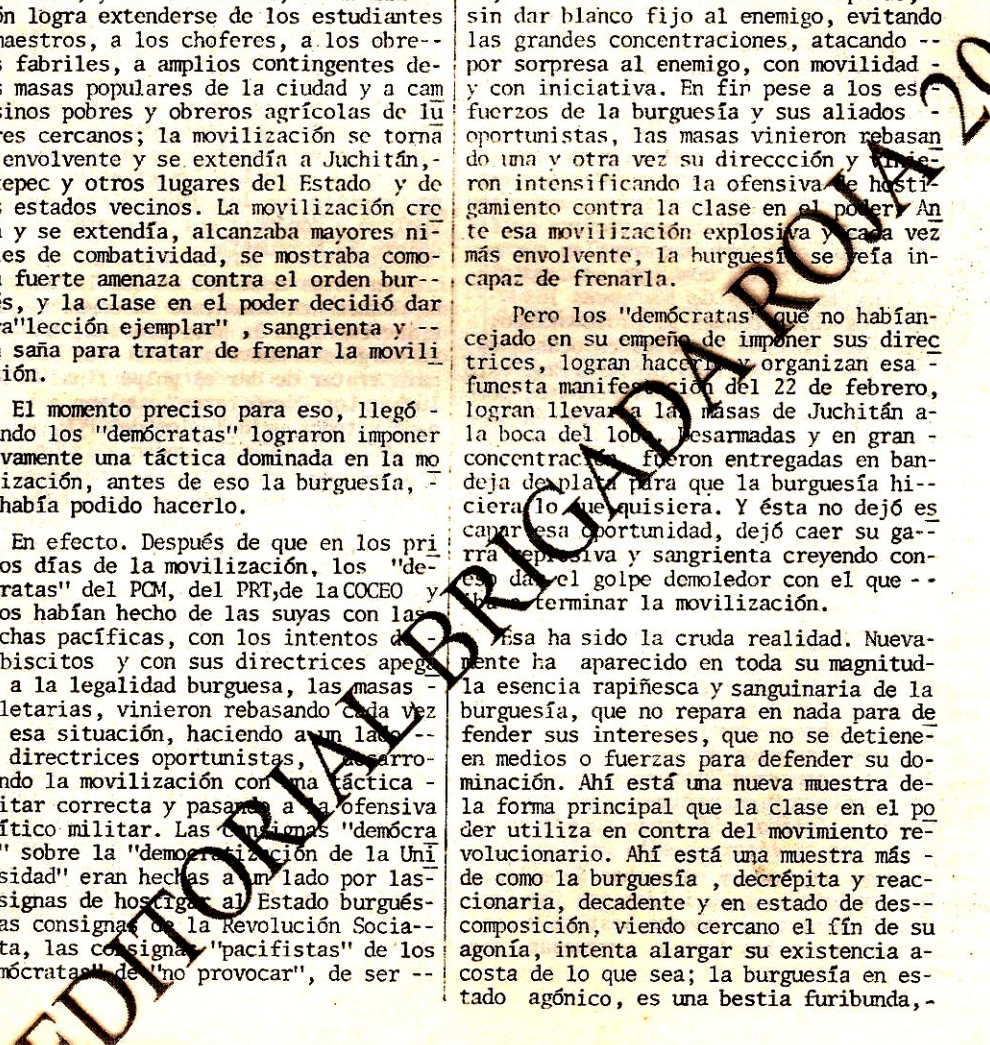 ón logra extenderse de los estudiantes
maestros, a los choferes, a los obre--
s fabriles, a amplios contingentes de-
s masas populares de la ciudad y a cam
sinos pobres y obreros agrícolas de lu
res cercanos; la movilización se torna
envolvente y se extendía a Juchitán,-
tepec y otros lugares del Estado y de
s estados vecinos. La movilización cre
a y se extendía, alcanzaba mayores ni-
les de combatividad, se mostraba como-
a fuerte amenaza contra el orden bur--
és, y la clase en el poder decidió dar
ra"lección ejemplar" , sangrienta y --
saña para tratar de frenar la movili
ión.
El momento preciso para eso, llegó -
ndo los "demócratas" lograron imponer
vamente una táctica dominada en la mo
ización, antes de eso la burguesía, -
había podido hacerlo.
En efecto. Después de que en los pri
os días de la movilización, los "de-
ratas" del PCM, del PRT,de la COCEO y
os habían hecho de las suyas con las
chas pacíficas, con los intentos de -
biscitos y con sus directrices apega
a la legalidad burguesa, las masas -
letarias, vinieron rebasando cada vez
esa situación, haciendo a un lado --
directrices oportunistas, desarro-
ndo la movilización con una táctica -
itar correcta y pasando a la ofensiva
ítico militar. Las consignas "demócra
" sobre la "democratización de la Uni
sidad" eran hechas a un lado por las-
signas de hostigar al Estado burgués-
as consignas de la Revolución Socia--
ta, las consignas "pacifistas" de los
mócratas" de "no provocar", de ser --
sin dar blanco fijo al enemigo, evitando
las grandes concentraciones, atacando --
por sorpresa al enemigo, con movilidad -
y con iniciativa. En fin pese a los es -
fuerzos de la burguesía y sus aliados -
oportunistas, las masas vinieron rebasan
do una y otra vez su direccción y vinie-
ron intensificando la ofensiva de hosti-
gamiento contra la clase en el poder. An
te esa movilización explosiva y cada vez
más envolvente, la burguesía se veía in-
capaz de frenarla.
Pero los "demócratas" que no habían-
cejado en su empeño de imponer sus direc
trices, logran hacerlo y organizan esa -
funesta manifestación del 22 de febrero,
logran llevar a las masas de Juchitán a-
la boca del lobo. Desarmadas y en gran -
concentración, fueron entregadas en ban-
deja de plata para que la burguesía hi--
ciera lo que quisiera. Y ésta no dejó es
capar esa oportunidad, dejó caer su ga--
rra represiva y sangrienta creyendo con-
eso dar el golpe demoledor con el que --
iba a terminar la movilización.
Esa ha sido la cruda realidad. Nueva-
mente ha aparecido en toda su magnitud-
la esencia rapiñesca y sanguinaria de la
burguesía, que no repara en nada para de
fender sus intereses, que no se detiene-
en medios o fuerzas para defender su do-
minación. Ahí está una nueva muestra de-
la forma principal que la clase en el po
der utiliza en contra del movimiento re-
volucionario. Ahí está una muestra más -
de como la burguesía , decrépita y reac-
cionaria, decadente y en estado de des--
composición, viendo cercano el fín de su
agonía, intenta alargar su existencia a-
costa de lo que sea; la burguesía en es-
tado agónico, es una bestia furibunda,-
EDITORIAL BRIGADA ROJA 20